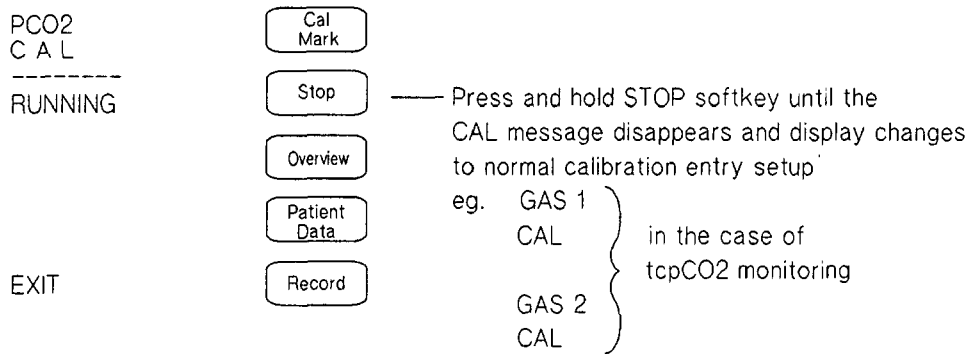 PCO2
C A L
RUNNING
EXIT
Cal
Mark
Stop
Overview
Patient
Data
Record
Press and hold STOP softkey until the
CAL message disappears and display changes
to normal calibration entry setup
eg. GAS 1
CAL
GAS 2
CAL
in the case of
tcpCO2 monitoring